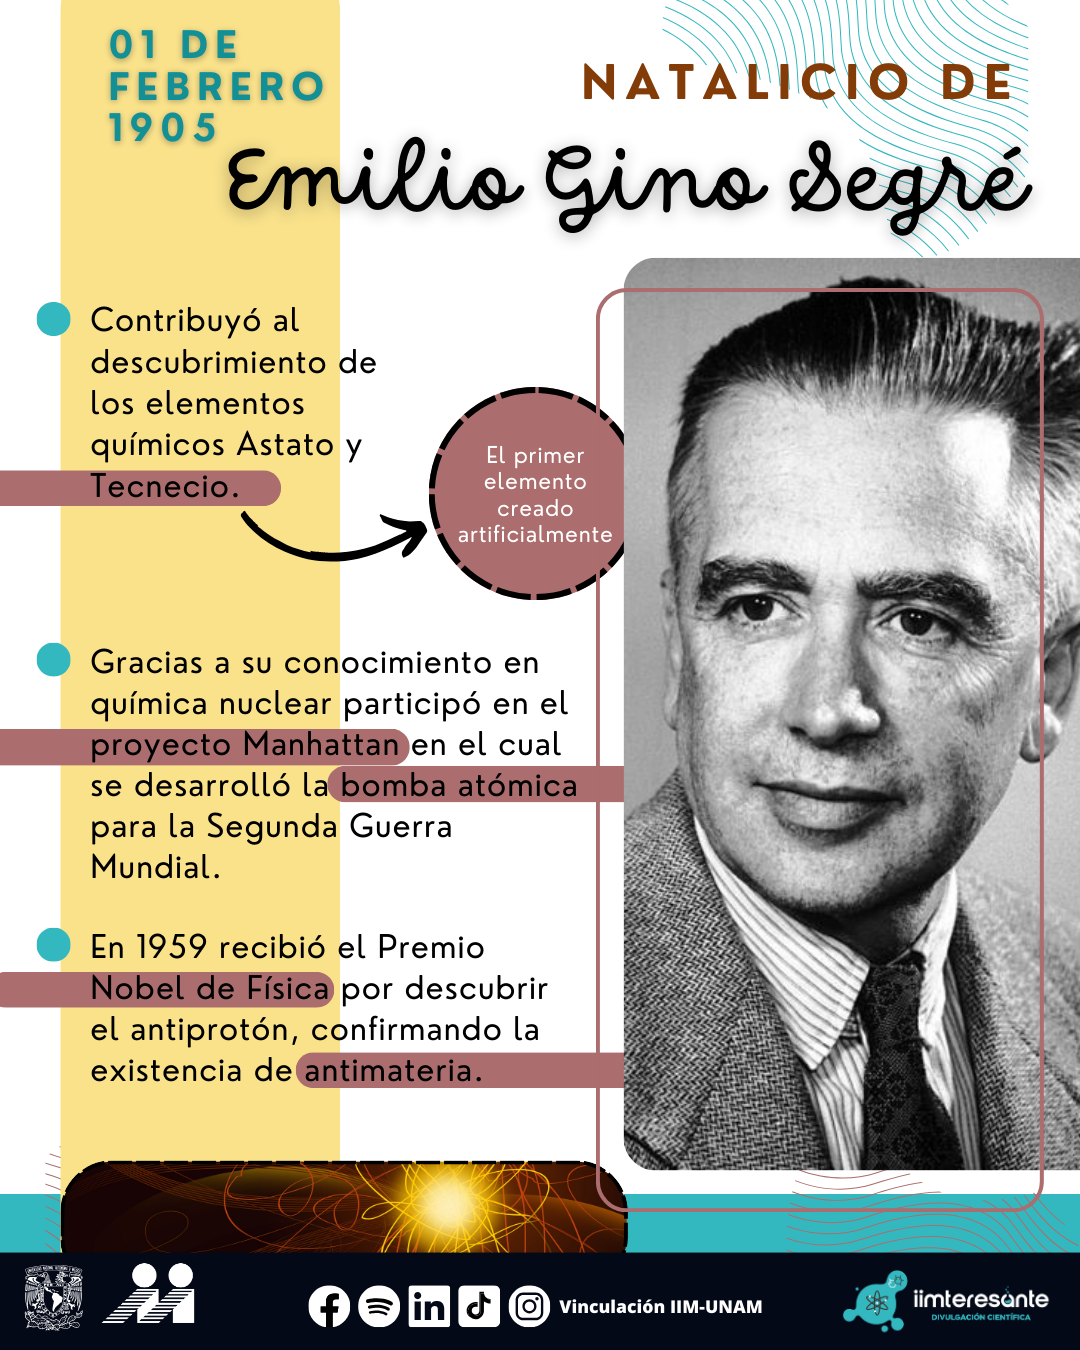 01 DE
FEBRERO
1905
NATALICIO DE
Emilio Gino Segré
Contribuyó al
descubrimiento de
los elementos
químicos Astato y
Tecnecio.
El primer
elemento
creado
artificialmente
Gracias a su conocimiento en
química nuclear participó en el
proyecto Manhattan en el cual
se desarrolló la bomba atómica
para la Segunda Guerra
Mundial.
En 1959 recibió el Premio
Nobel de Física por descubrir
el antiprotón, confirmando la
existencia de antimateria.
Vinculación IIM-UNAM
iimteresante
DIVULGACIÓN CIENTÍFICA